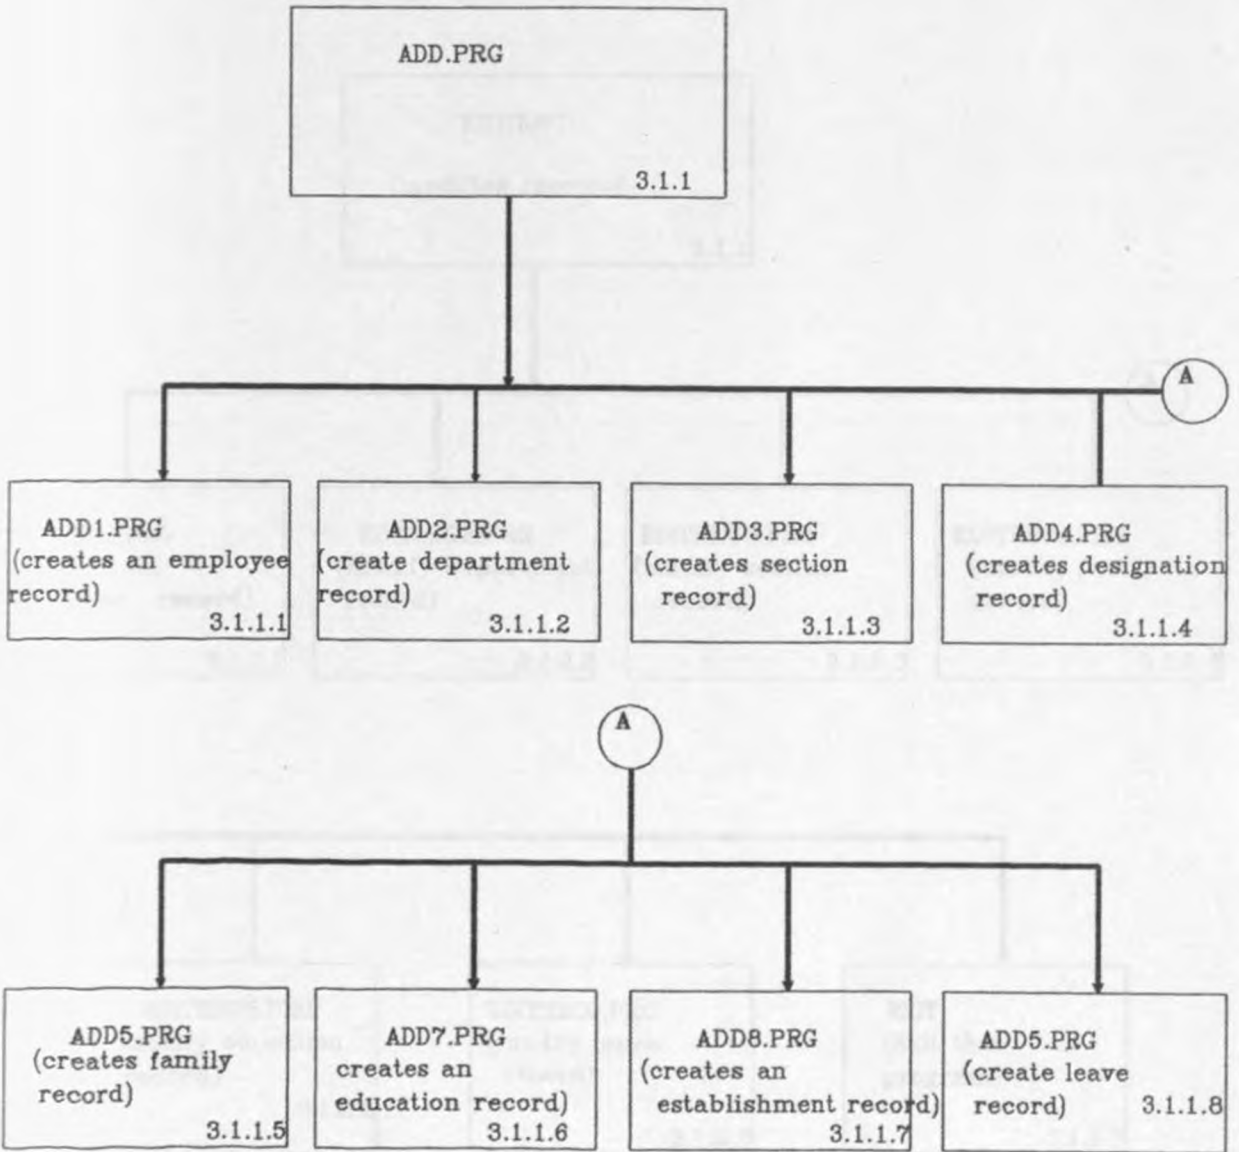 ADD.PRG
3.1.1
A
ADD1.PRG
(creates an employee
record)
3.1.1.1
ADD2.PRG
(create department
record)
3.1.1.2
ADD3.PRG
(creates section
record)
3.1.1.3
ADD4.PRG
(creates designation
record)
3.1.1.4
A
ADD5.PRG
(creates family
record)
3.1.1.5
ADD7.PRG
creates an
education record)
3.1.1.6
ADD8.PRG
(creates an
establishment record)
3.1.1.7
ADD5.PRG
(create leave
record)
3.1.1.8